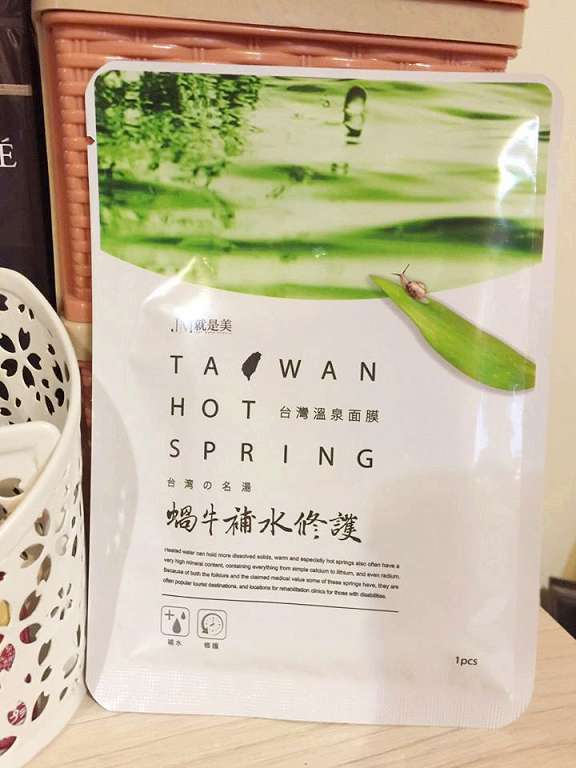 É
就是美
TAIWAN
HOT 台灣溫泉面膜
SPRING
台湾の名湯
蝸牛補水修護
Heated water can hold more dissolved solids, warm and especially hot springs also often have a
very high mineral content, containing everything from simple calcium to lithium, and even radium.
Because of both the folklore and the claimed medical value some of these springs have, they are
often popular tourist destinations, and locations for rehabilitation clinics for those with disabilities.
補水 修護
1pcs